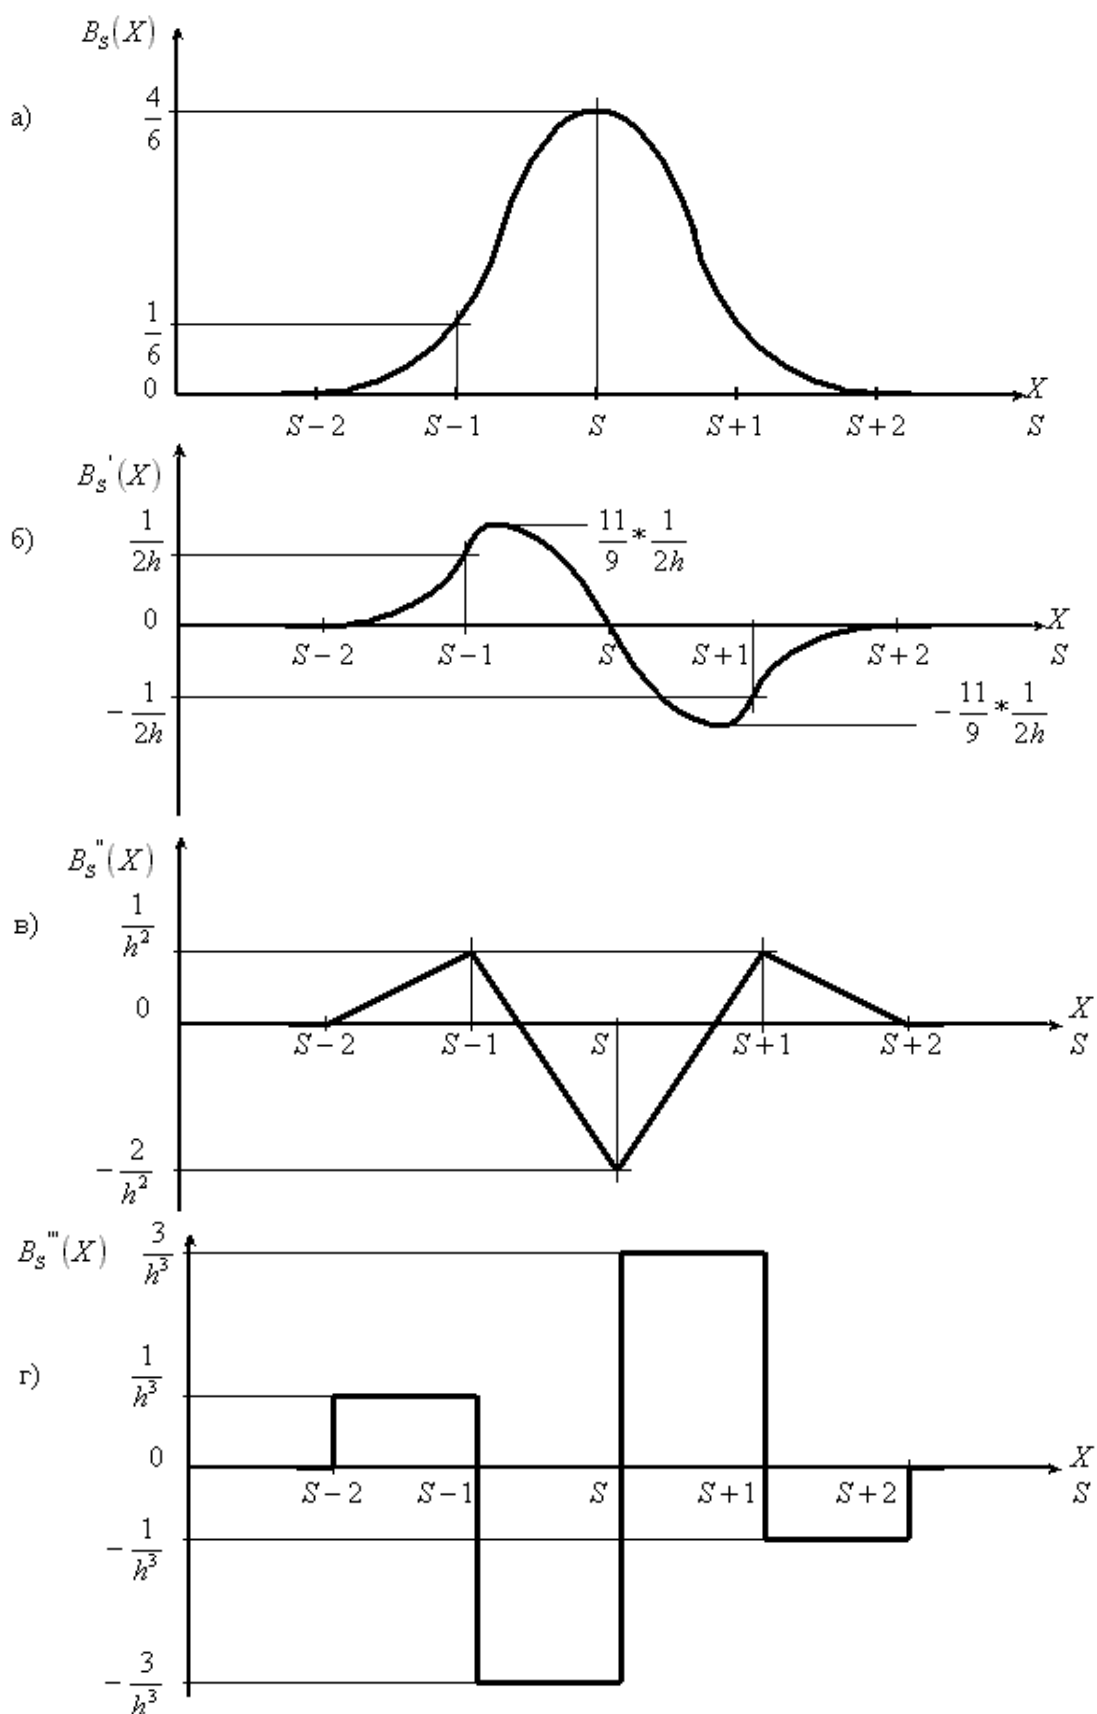 B_s(X)
а)
4/6
1/6
0
X
S−2 S−1 S S+1 S+2 S
B_s'(X)
б)
1/2h
11/9 * 1/2h
0
X
S−2 S−1 S S+1 S+2 S
−1/2h
−11/9 * 1/2h
B_s''(X)
в)
1/h²
0
X
S−2 S−1 S S+1 S+2 S
−2/h²
B_s'''(X)
3/h³
г)
1/h³
0
X
S−2 S−1 S S+1 S+2 S
−1/h³
−3/h³